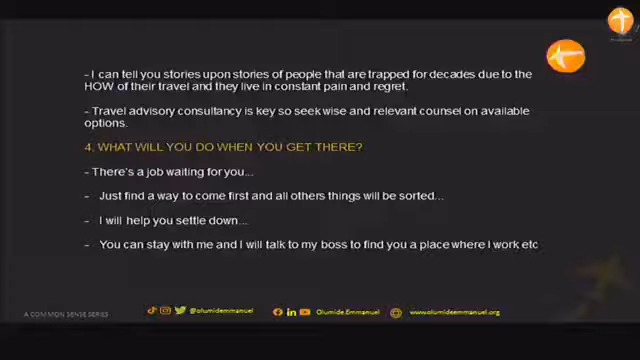 - I can tell you stories upon stories of people that are trapped for decades due to the
HOW of their travel and they live in constant pain and regret.
- Travel advisory consultancy is key so seek wise and relevant counsel on available
options.
4. WHAT WILL YOU DO WHEN YOU GET THERE?
- There's a job waiting for you...
- Just find a way to come first and all others things will be sorted...
- I will help you settle down...
- You can stay with me and I will talk to my boss to find you a place where I work etc
A COMMON SENSE SERIES
@olumideemmanuel
Olumide.Emmanuel
www.olumideemmanuel.org